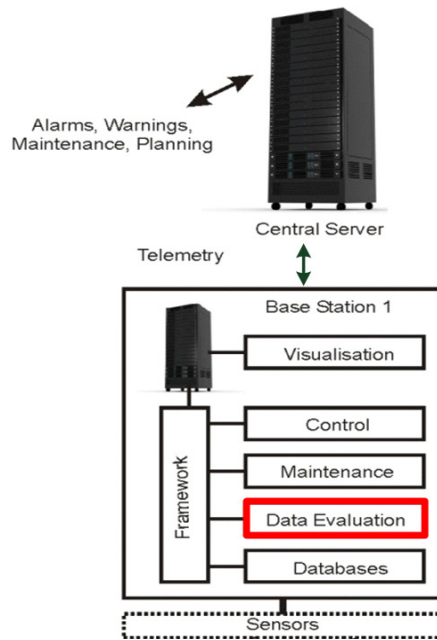 Alarms, Warnings,
Maintenance, Planning
Central Server
Telemetry
Base Station 1
Visualisation
Framework
Control
Maintenance
Data Evaluation
Databases
Sensors